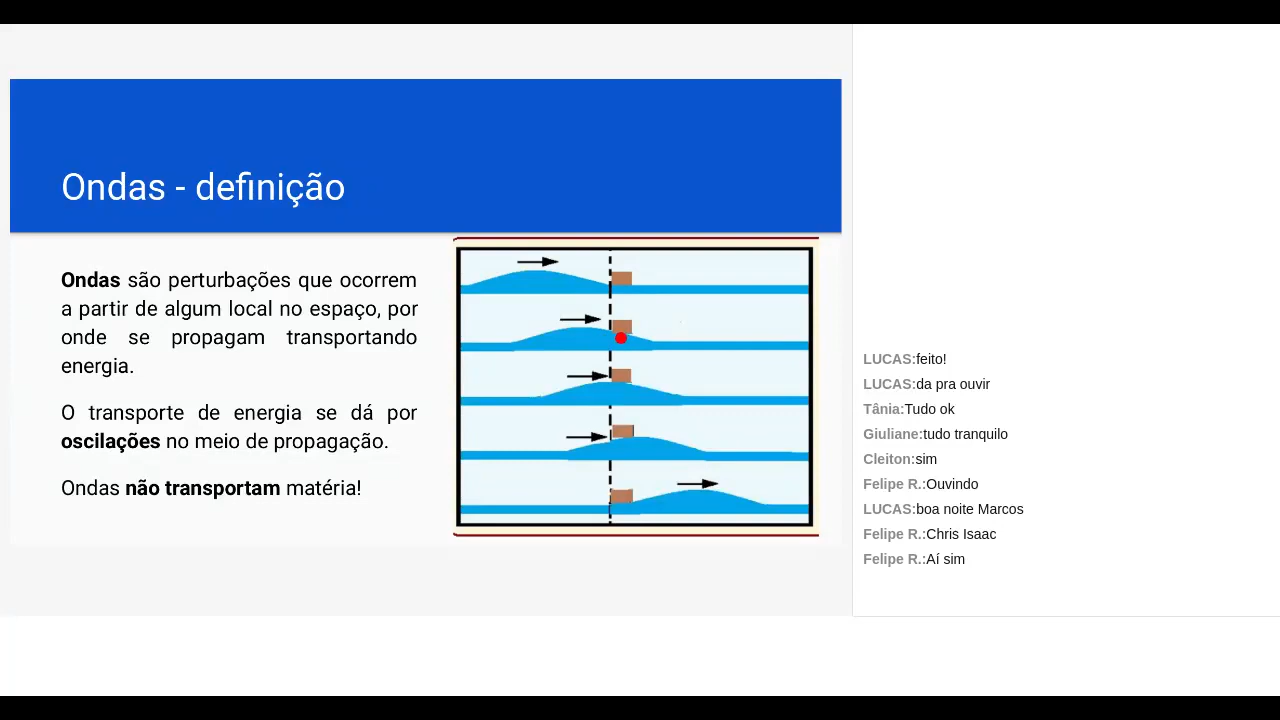 Ondas - definição
Ondas são perturbações que ocorrem
a partir de algum local no espaço, por
onde se propagam transportando
energia.
O transporte de energia se dá por
oscilações no meio de propagação.
Ondas não transportam matéria!
LUCAS:feito!
LUCAS:da pra ouvir
Tânia:Tudo ok
Giuliane:tudo tranquilo
Cleiton:sim
Felipe R.:Ouvindo
LUCAS:boa noite Marcos
Felipe R.:Chris Isaac
Felipe R.:Aí sim